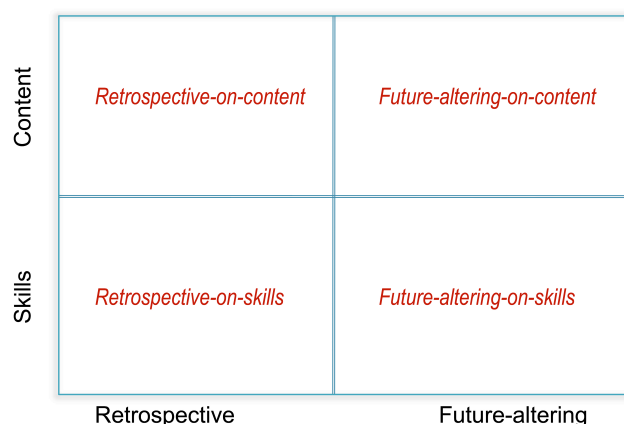 Content
Retrospective-on-content
Future-altering-on-content
Skills
Retrospective-on-skills
Future-altering-on-skills
Retrospective
Future-altering